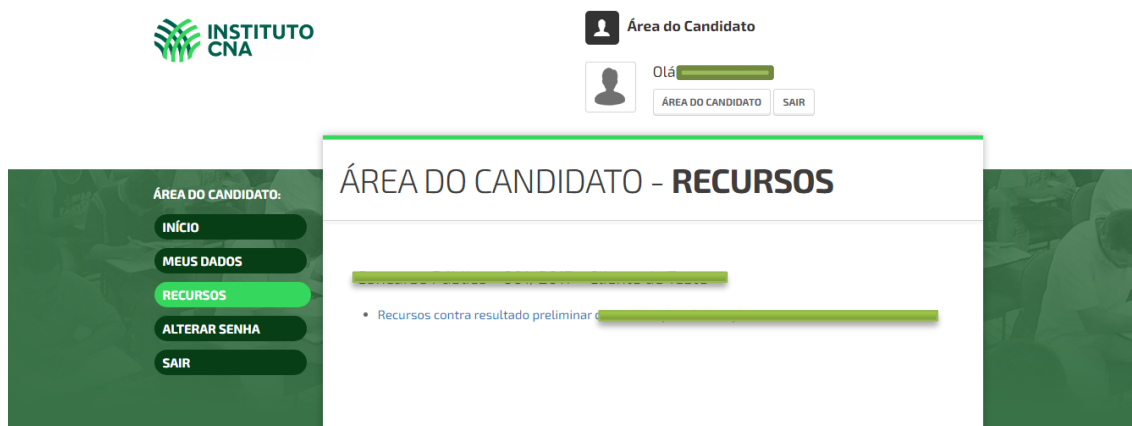 INSTITUTO
CNA
Área do Candidato
Olá
ÁREA DO CANDIDATO SAIR
ÁREA DO CANDIDATO:
INÍCIO
MEUS DADOS
RECURSOS
ALTERAR SENHA
SAIR
ÁREA DO CANDIDATO - RECURSOS
Recursos contra resultado preliminar